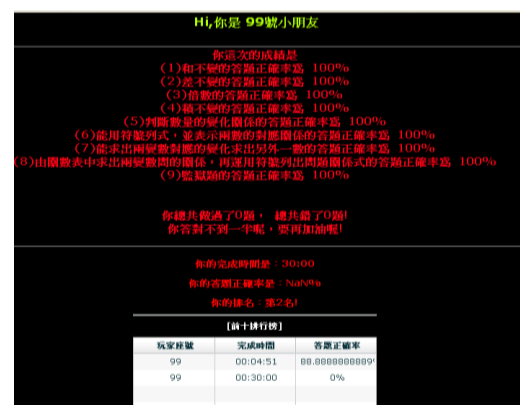 Hi,你是 99號小朋友
你這次的成績是
(1)和不變的答題正確率為 100%
(2)差不變的答題正確率為 100%
(3)倍數的答題正確率為 100%
(4)積不變的答題正確率為 100%
(5)判斷數量的變化關係的答題正確率為 100%
(6)能用符號列式，並表示兩數的對應關係的答題正確率為 100%
(7)能求出兩變數對應的變化求出另外一數的答題正確率為 100%
(8)由圖數表中求出兩變數間的關係，再運用符號列出問題關係式的答題正確率為 100%
(9)監獄題的答題正確率為 100%
你總共做過了0題， 總共錯了0題!
你答對不到一半呢，要再加油喔!
你的完成時間是：30:00
你的答題正確率是：NaN%
你的排名：第2名!
[前十排行榜]
玩家座號 完成時間 答題正確率
99 00:04:51 88.8888888889%
99 00:30:00 0%